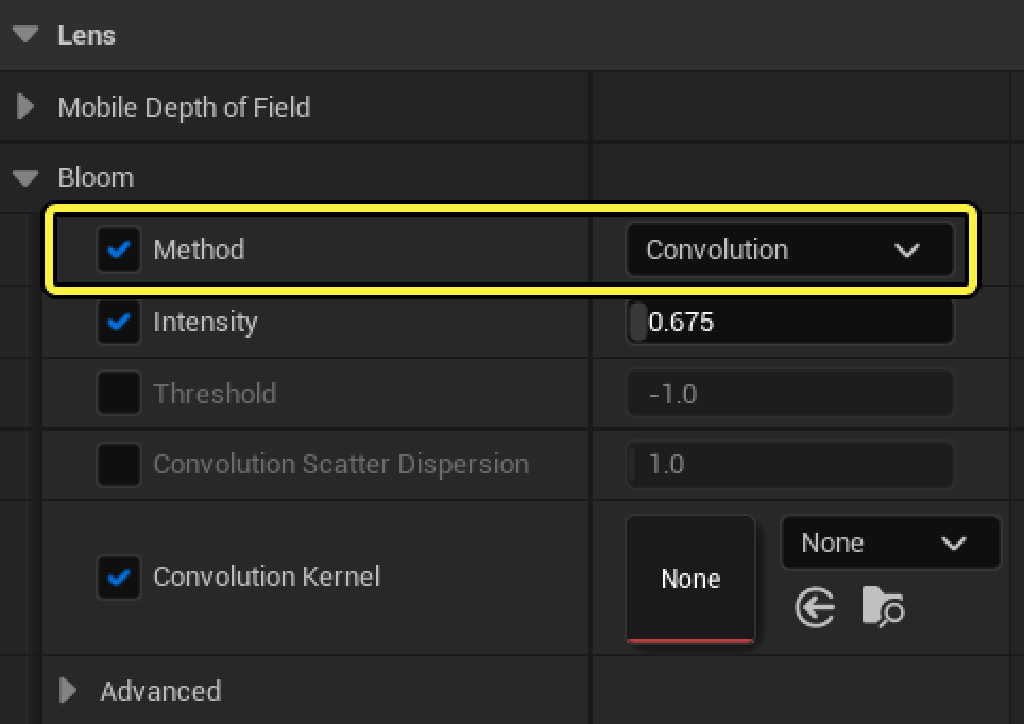 Lens
Mobile Depth of Field
Bloom
Method Convolution
Intensity 0.675
Threshold -1.0
Convolution Scatter Dispersion 1.0
None
Convolution Kernel None
Advanced